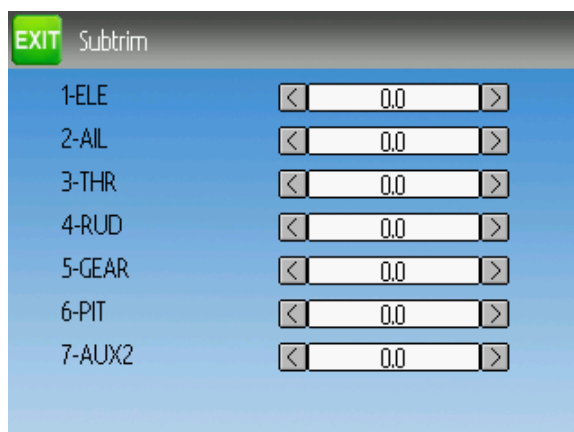 EXIT Subtrim
1-ELE < 0.0 >
2-AIL < 0.0 >
3-THR < 0.0 >
4-RUD < 0.0 >
5-GEAR < 0.0 >
6-PIT < 0.0 >
7-AUX2 < 0.0 >